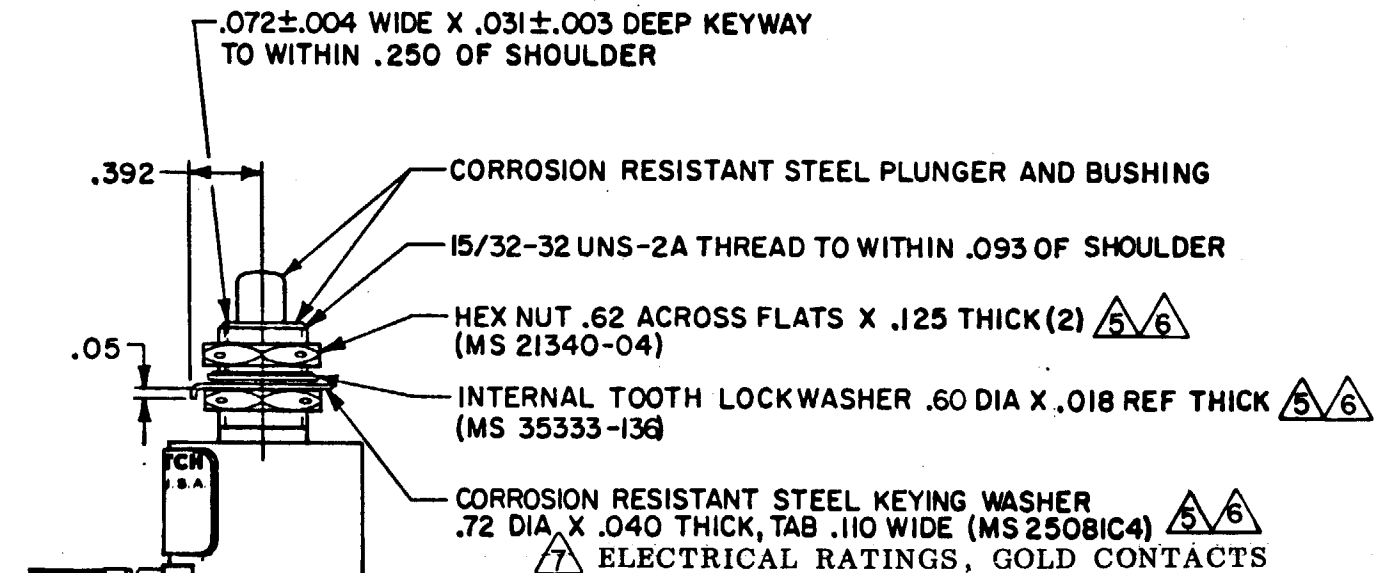 .072±.004 WIDE X .031±.003 DEEP KEYWAY
TO WITHIN .250 OF SHOULDER
.392
CORROSION RESISTANT STEEL PLUNGER AND BUSHING
15/32-32 UNS-2A THREAD TO WITHIN .093 OF SHOULDER
HEX NUT .62 ACROSS FLATS X .125 THICK (2) 5 6
(MS 21340-04)
.05
INTERNAL TOOTH LOCKWASHER .60 DIA X .018 REF THICK 5 6
(MS 35333-136)
TCH
.S.A.
CORROSION RESISTANT STEEL KEYING WASHER
.72 DIA X .040 THICK, TAB .110 WIDE (MS 25081C4) 5 6
7 ELECTRICAL RATINGS, GOLD CONTACTS